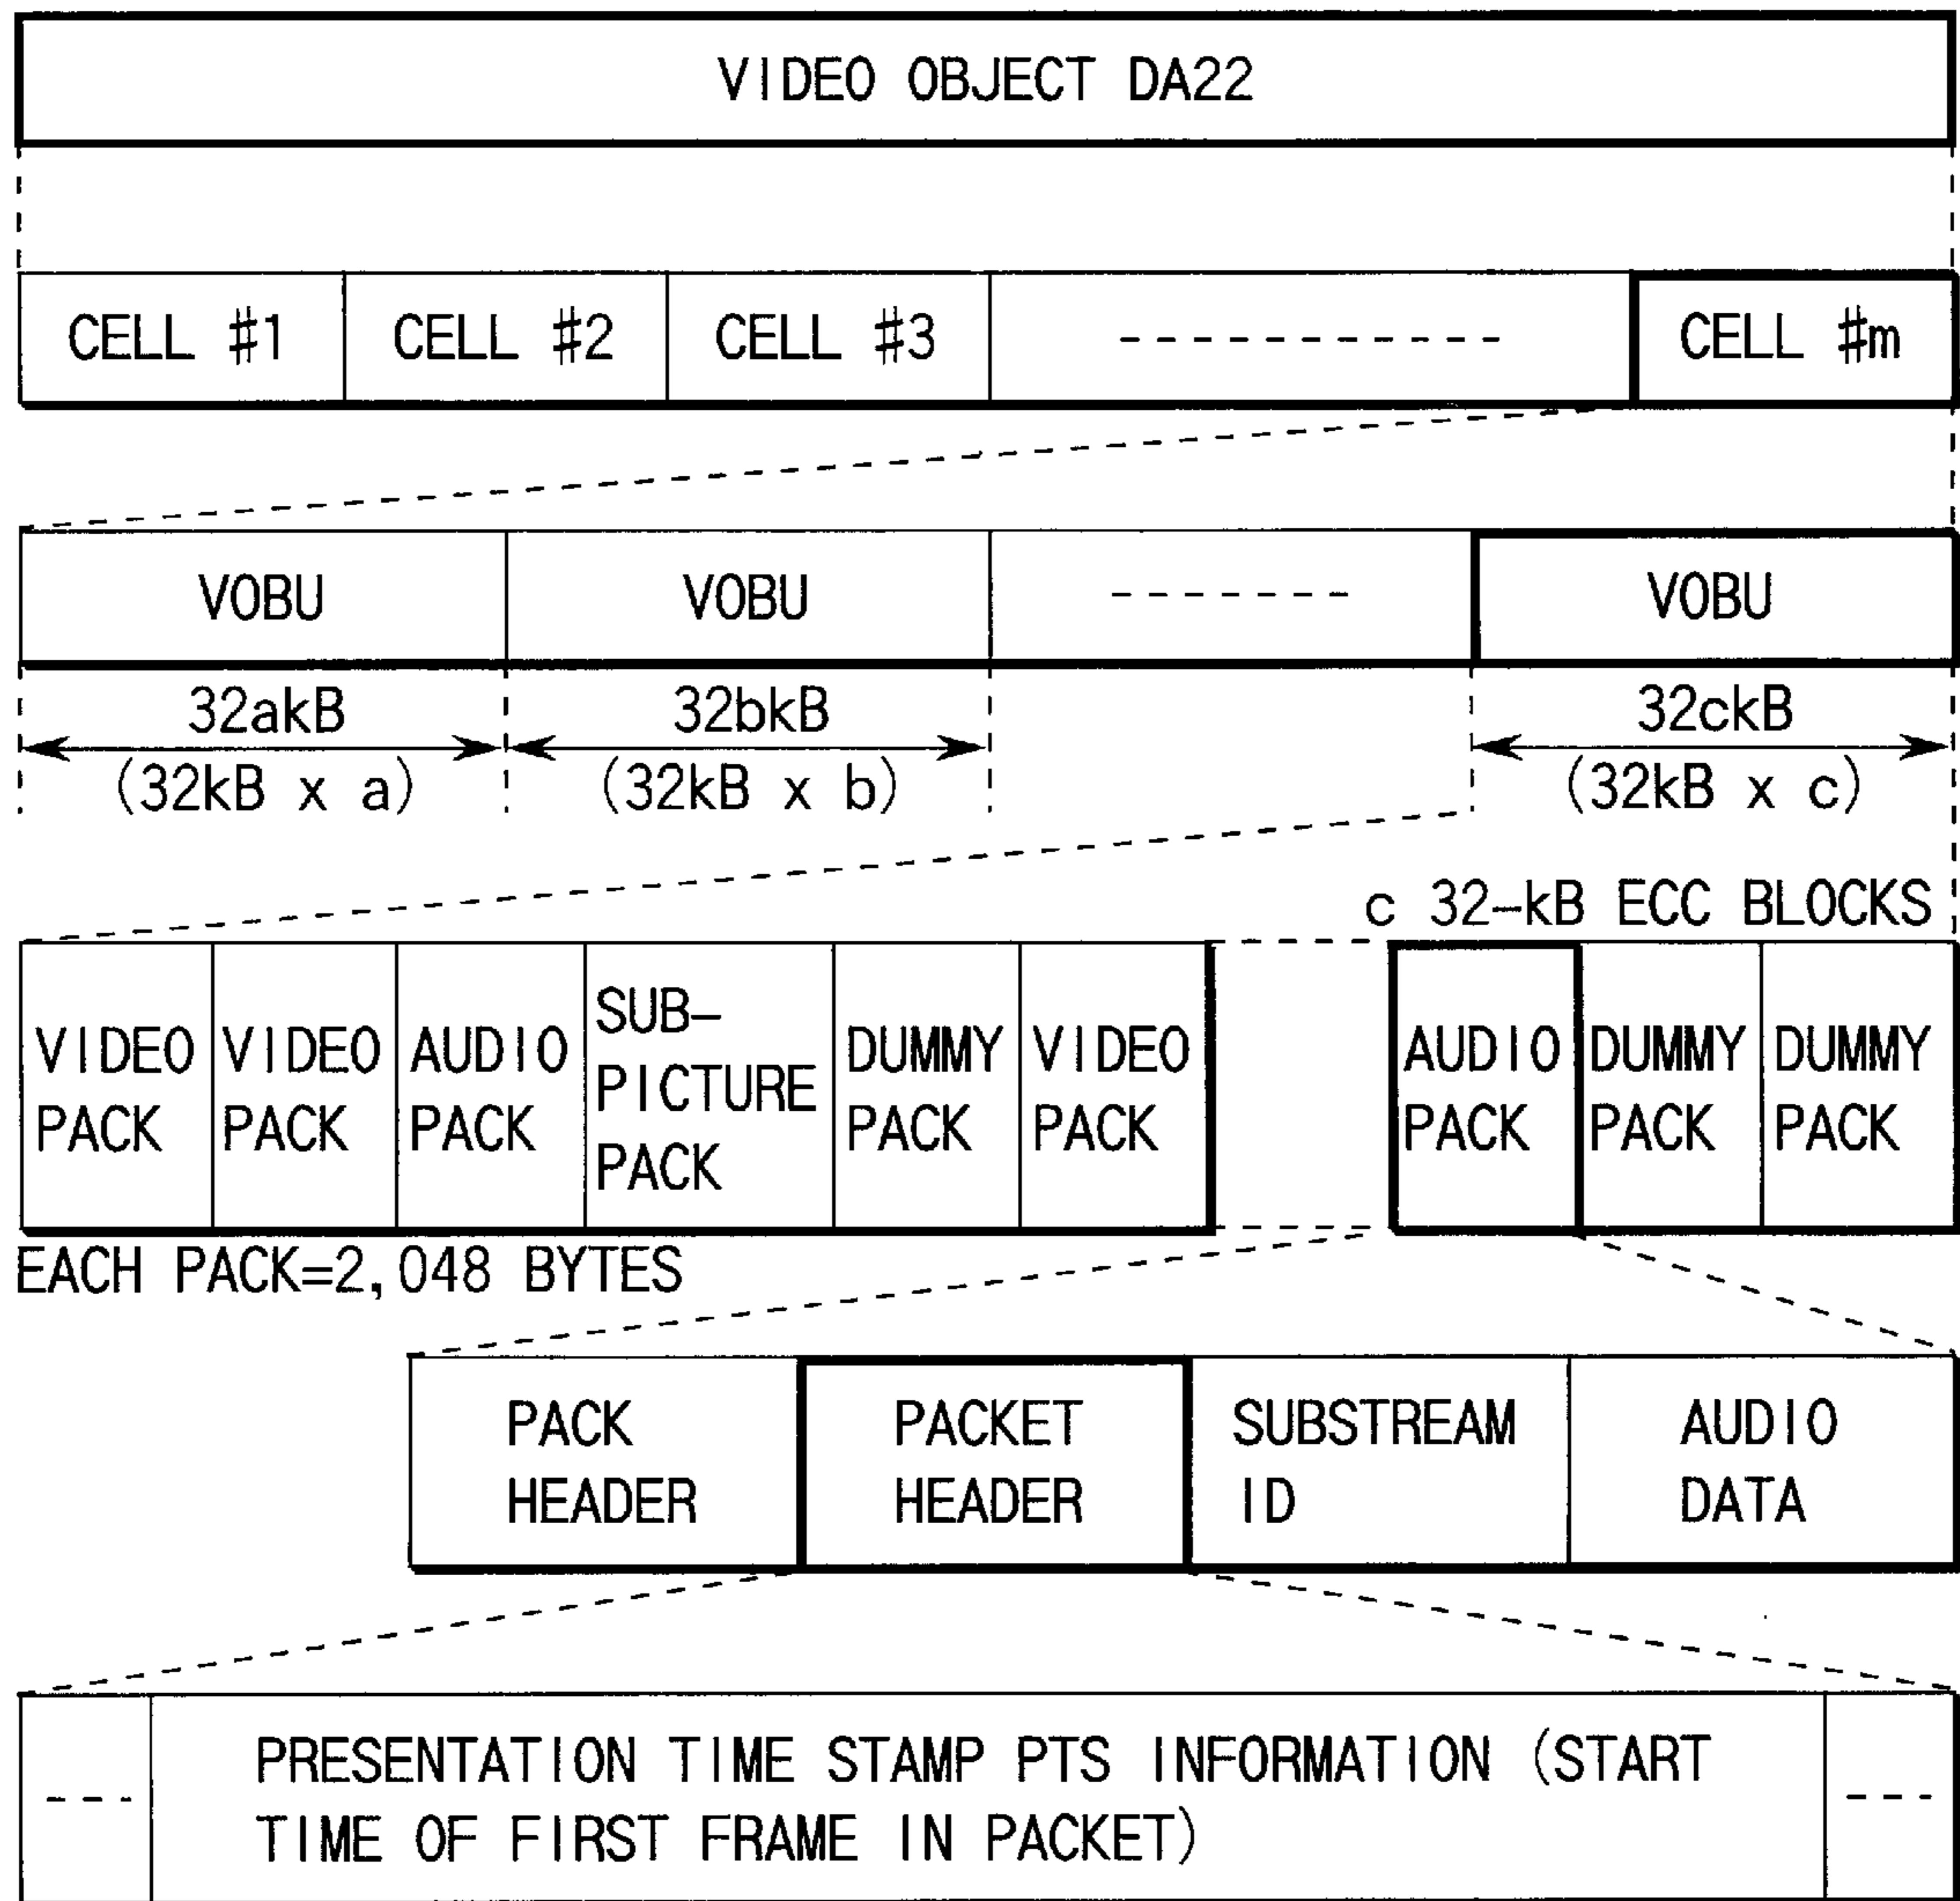 VIDEO OBJECT DA22
CELL #1 CELL #2 CELL #3 ------------ CELL #m
VOBU VOBU ------- VOBU
32akB 32bkB 32ckB
(32kB x a) (32kB x b) (32kB x c)
c 32-kB ECC BLOCKS
VIDEO PACK
VIDEO PACK
AUDIO PACK
SUB-
PICTURE
PACK
DUMMY PACK
VIDEO PACK
AUDIO PACK
DUMMY PACK
DUMMY PACK
EACH PACK=2,048 BYTES
PACK
HEADER
PACKET
HEADER
SUBSTREAM
ID
AUDIO
DATA
--- PRESENTATION TIME STAMP PTS INFORMATION (START ---
TIME OF FIRST FRAME IN PACKET)